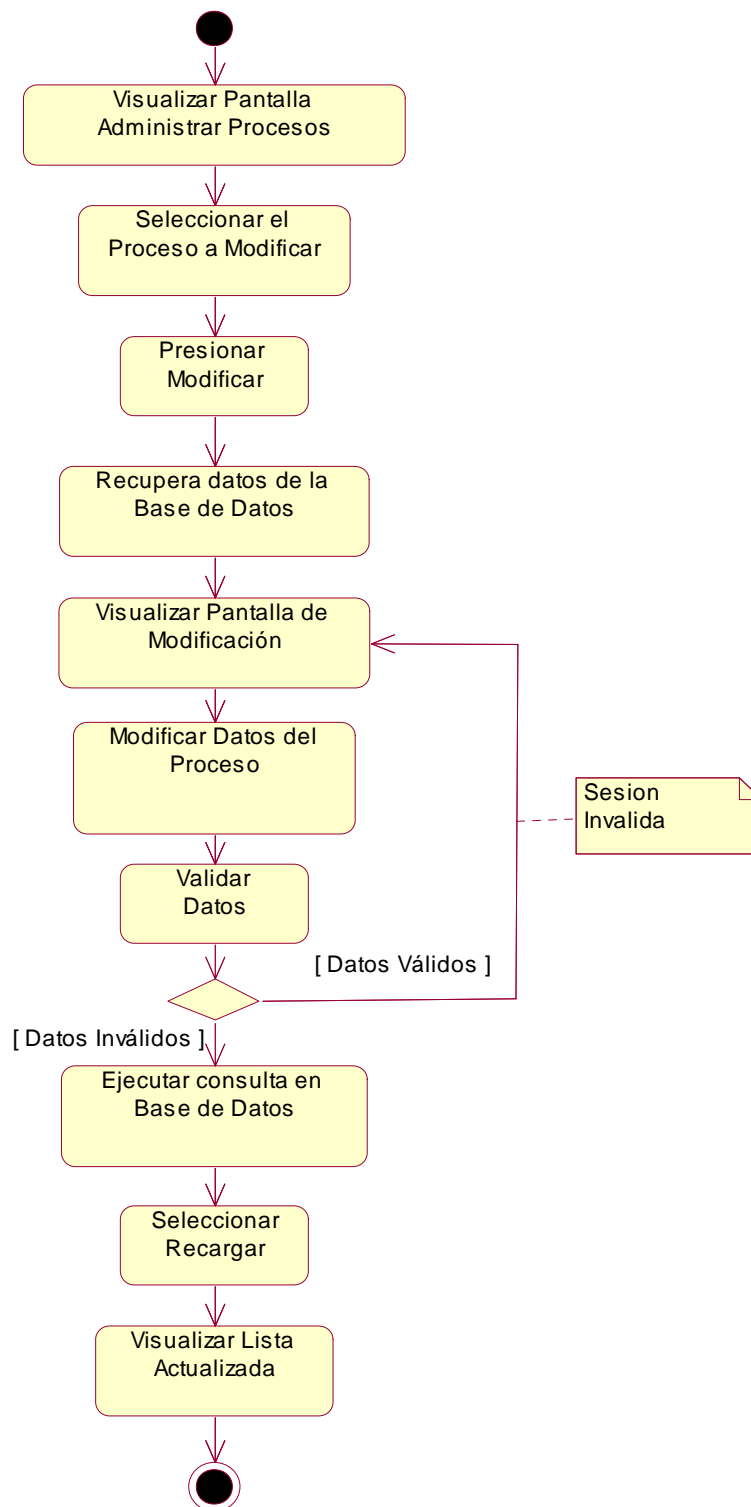 Visualizar Pantalla
Administrar Procesos
Seleccionar el
Proceso a Modificar
Presionar
Modificar
Recupera datos de la
Base de Datos
Visualizar Pantalla de
Modificación
Modificar Datos del
Proceso
Sesion
Invalida
Validar
Datos
[ Datos Válidos ]
[ Datos Inválidos ]
Ejecutar consulta en
Base de Datos
Seleccionar
Recargar
Visualizar Lista
Actualizada